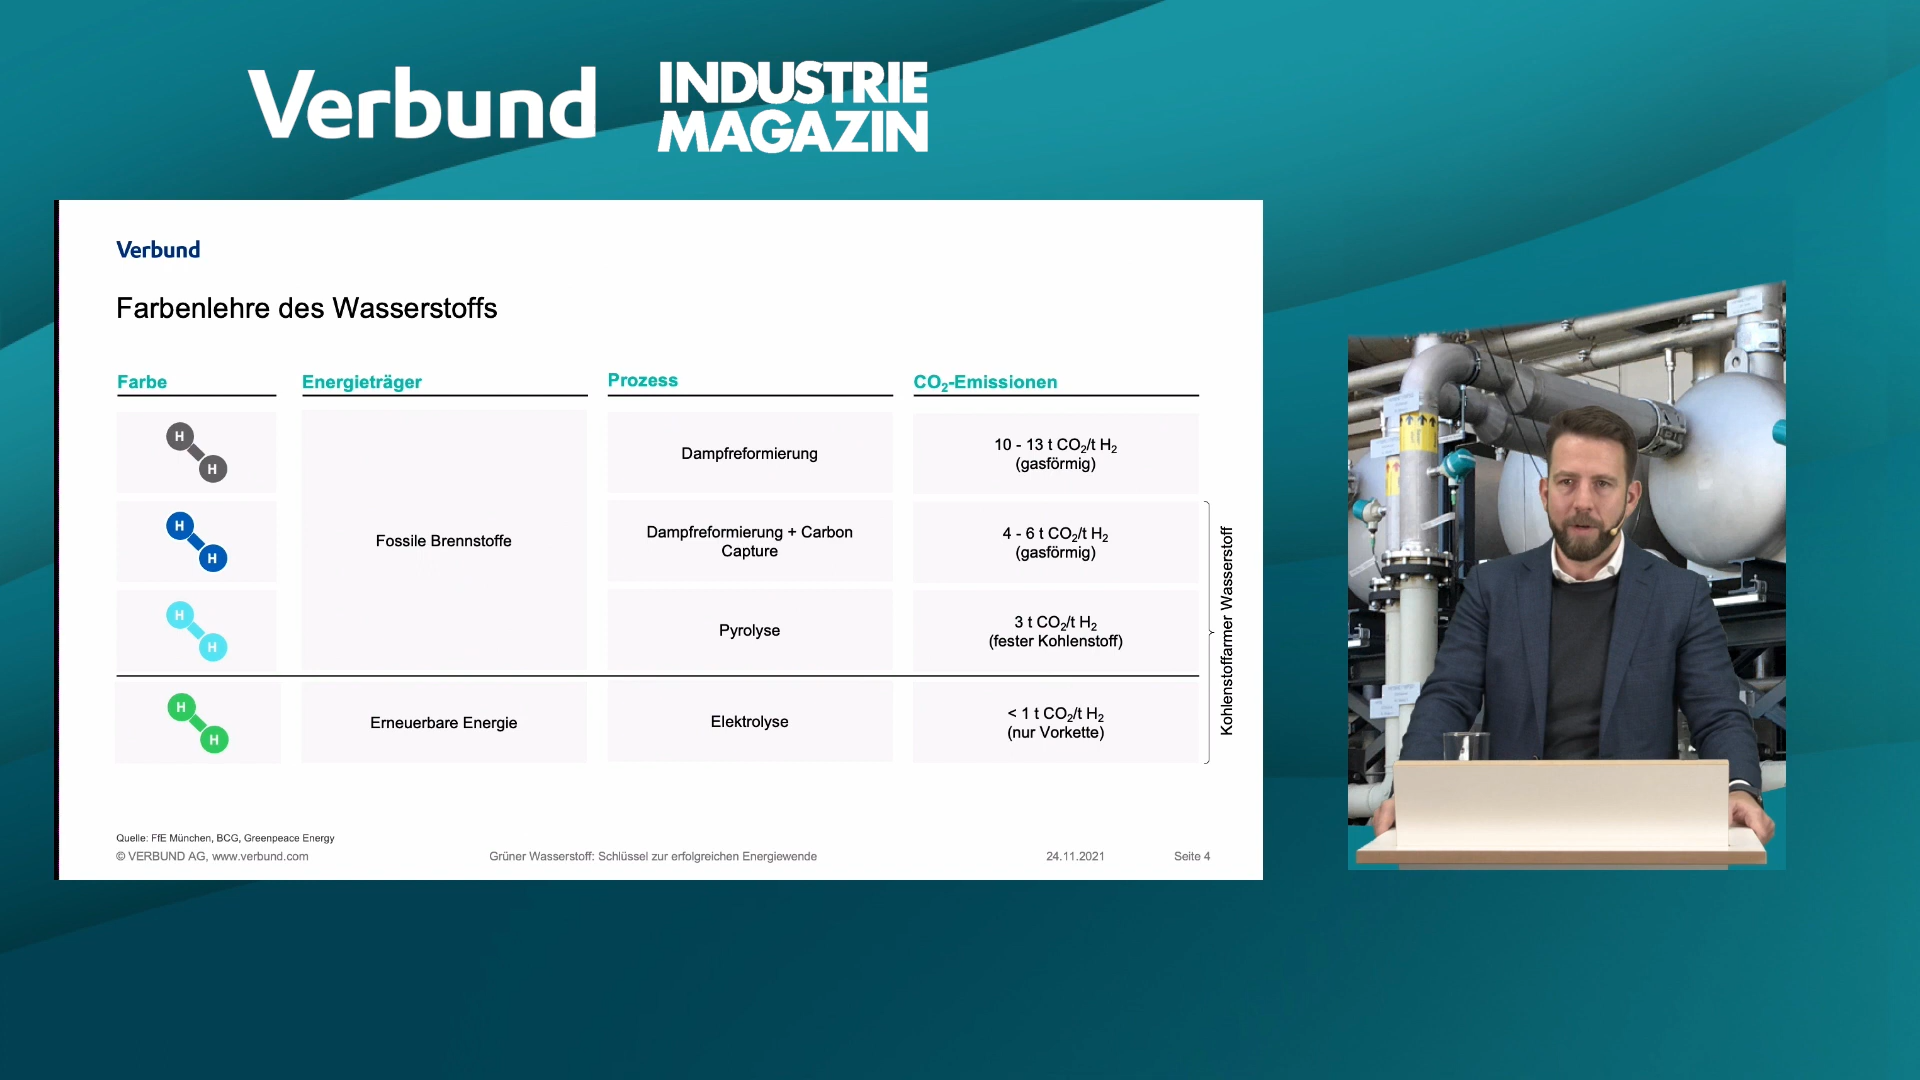 Verbund
INDUSTRIE
MAGAZIN
Verbund
Farbenlehre des Wasserstoffs
Farbe
Energieträger
Prozess
CO₂-Emissionen
H
H
Fossile Brennstoffe
Dampfreformierung
10 - 13 t CO₂/t H₂
(gasförmig)
H
H
Dampfreformierung + Carbon
Capture
4 - 6 t CO₂/t H₂
(gasförmig)
H
H
Pyrolyse
3 t CO₂/t H₂
(fester Kohlenstoff)
H
H
Erneuerbare Energie
Elektrolyse
< 1 t CO₂/t H₂
(nur Vorkette)
Kohlenstoffarmer Wasserstoff
Quelle: FfE München, BCG, Greenpeace Energy
© VERBUND AG, www.verbund.com
Grüner Wasserstoff: Schlüssel zur erfolgreichen Energiewende
24.11.2021
Seite 4